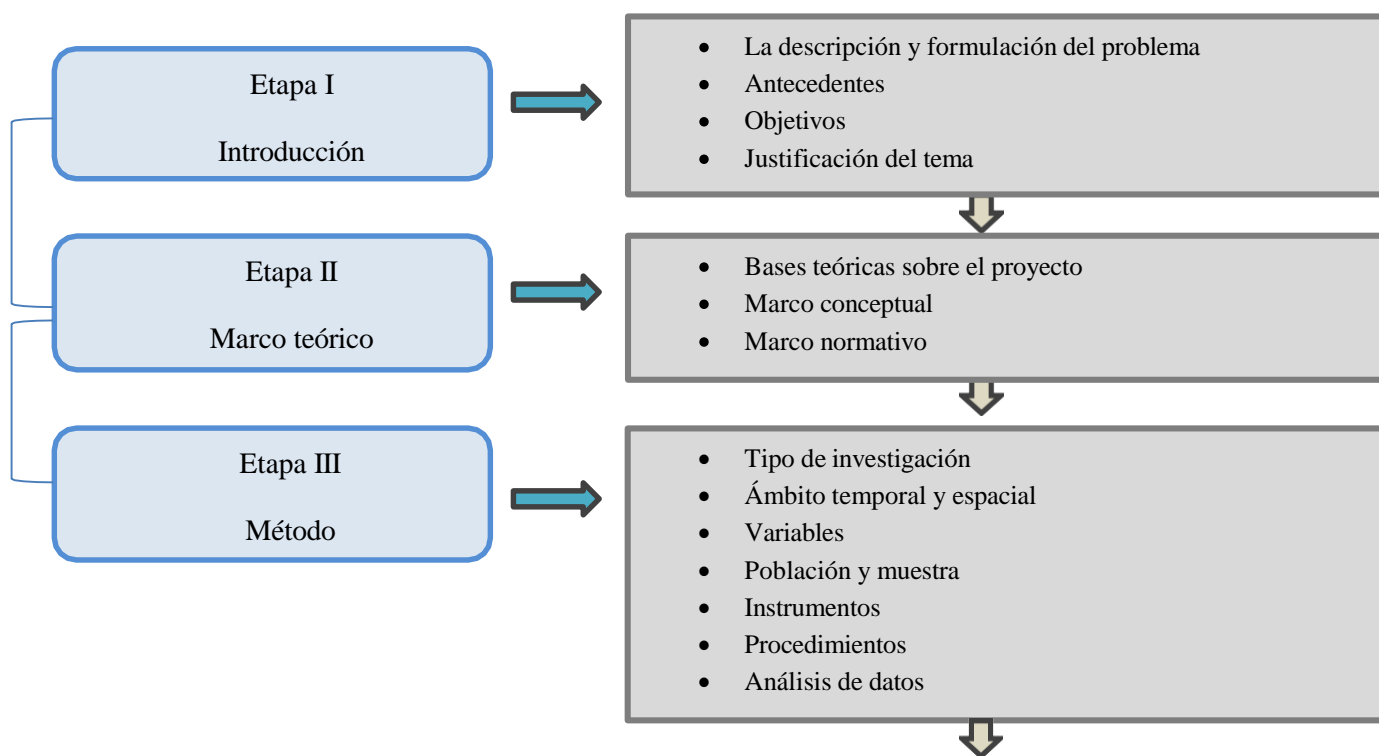 Etapa I
Introducción
• La descripción y formulación del problema
• Antecedentes
• Objetivos
• Justificación del tema
Etapa II
Marco teórico
• Bases teóricas sobre el proyecto
• Marco conceptual
• Marco normativo
Etapa III
Método
• Tipo de investigación
• Ámbito temporal y espacial
• Variables
• Población y muestra
• Instrumentos
• Procedimientos
• Análisis de datos